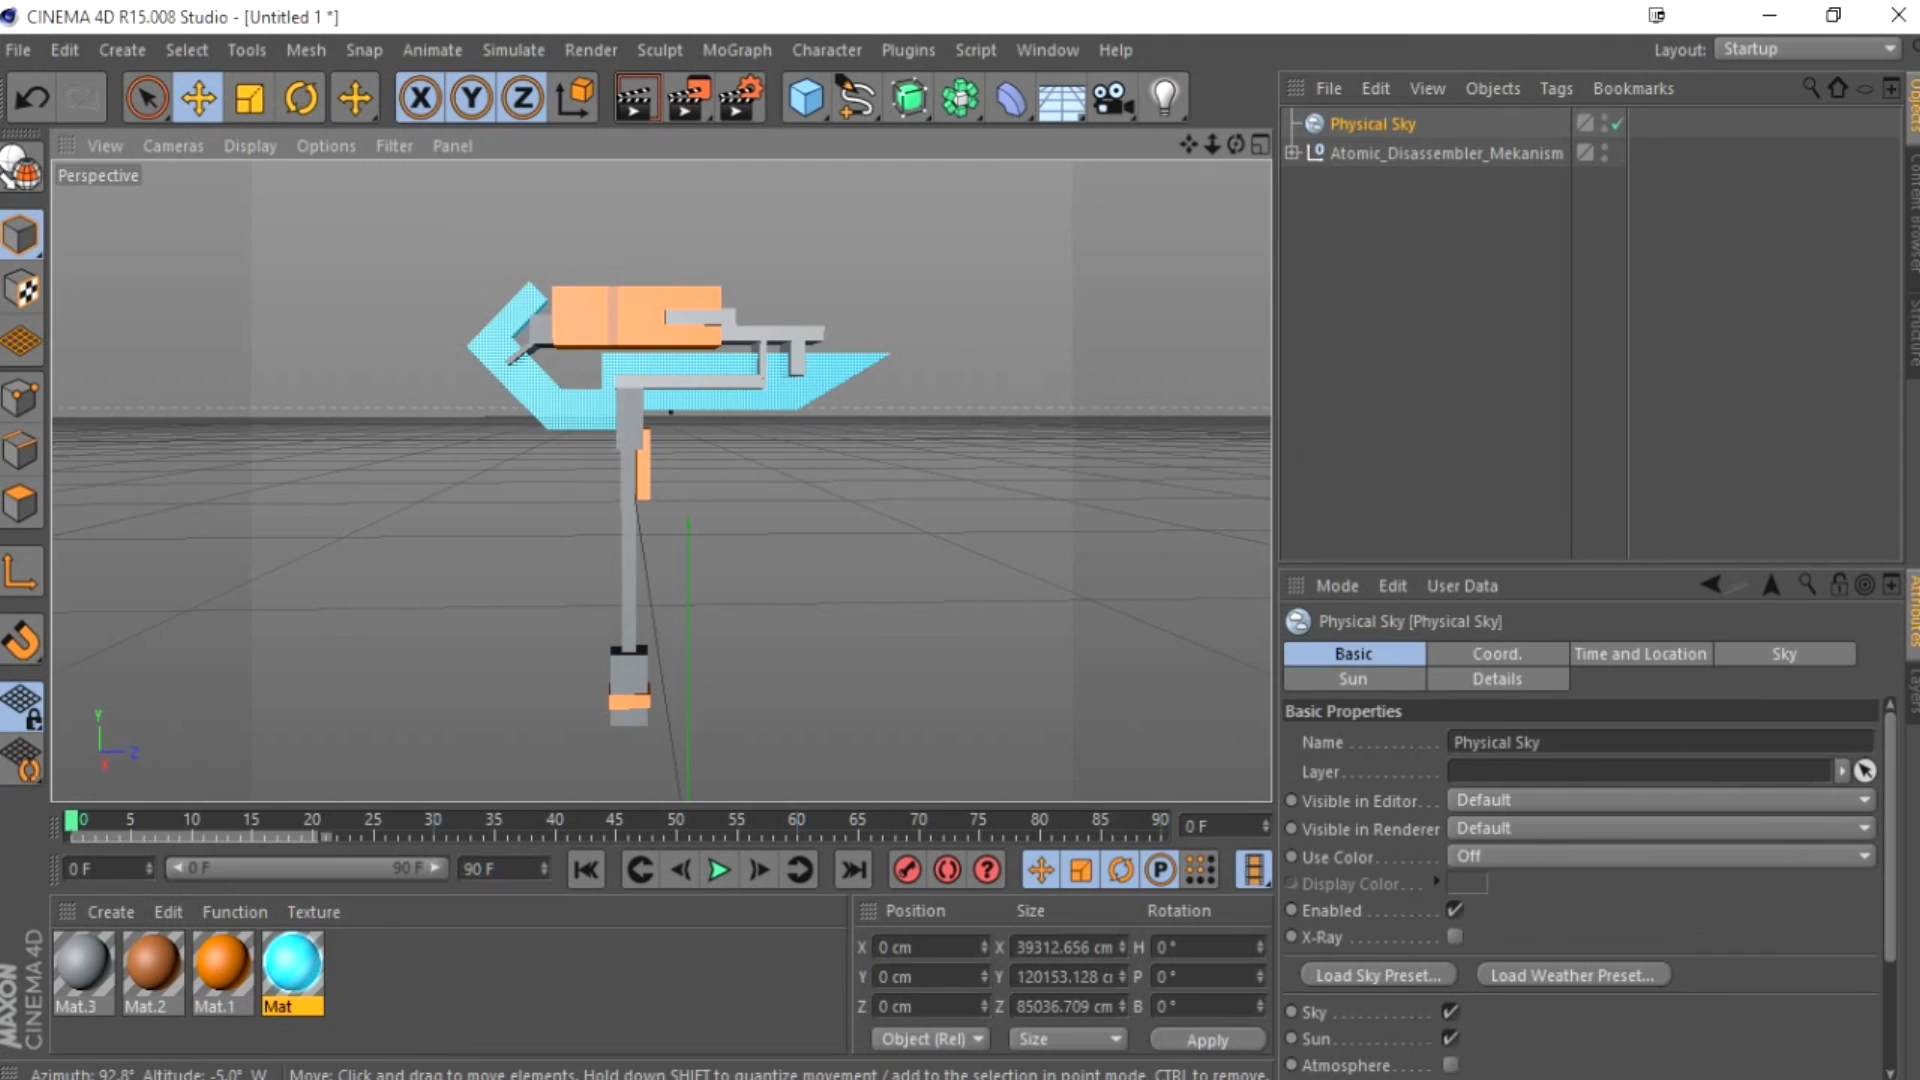 CINEMA 4D R15.008 Studio - [Untitled 1 *]
File Edit Create Select Tools Mesh Snap Animate Simulate Render Sculpt MoGraph Character Plugins Script Window Help
Layout: Startup
X Y Z
File Edit View Objects Tags Bookmarks
Objects
Content Browser
Structure
Physical Sky
Atomic_Disassembler_Mekanism
View Cameras Display Options Filter Panel
Perspective
Y
Z
X
Mode Edit User Data
Attributes
Layers
Physical Sky [Physical Sky]
Basic Coord. Time and Location Sky
Sun Details
Basic Properties
Name Physical Sky
Layer
Visible in Editor Default
Visible in Renderer Default
Use Color Off
Display Color
Enabled
X-Ray
Load Sky Preset... Load Weather Preset...
Sky
Sun
Atmosphere
0 5 10 15 20 25 30 35 40 45 50 55 60 65 70 75 80 85 90 0 F
0 F 0 F 90 F 90 F
P
Create Edit Function Texture
Mat.3 Mat.2 Mat.1 Mat
MAXON
CINEMA 4D
Position Size Rotation
X 0 cm X 39312.656 cm H 0 °
Y 0 cm Y 120153.128 cı P 0 °
Z 0 cm Z 85036.709 cm B 0 °
Object (Rel) Size Apply
Azimuth: 92.8° Altitude: -5.0° W Move: Click and drag to move elements. Hold down SHIFT to quantize movement / add to the selection in point mode, CTRL to remove.